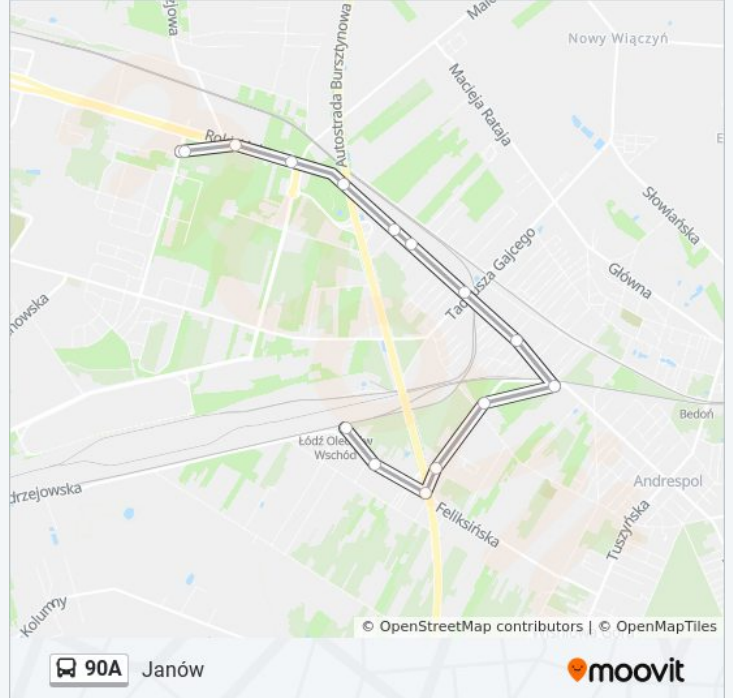 Nowy Wiączyń
Autostrada Bursztynowa
Macieja Rataja
Słowiańska
Tadeusza Gajcego
Główna
Bedoń
Łódź Olechów
Wschód
Andrespol
Feliksińska
Tuszyńska
Kolumny
© OpenStreetMap contributors | © OpenMapTiles
90A Janów
moovit